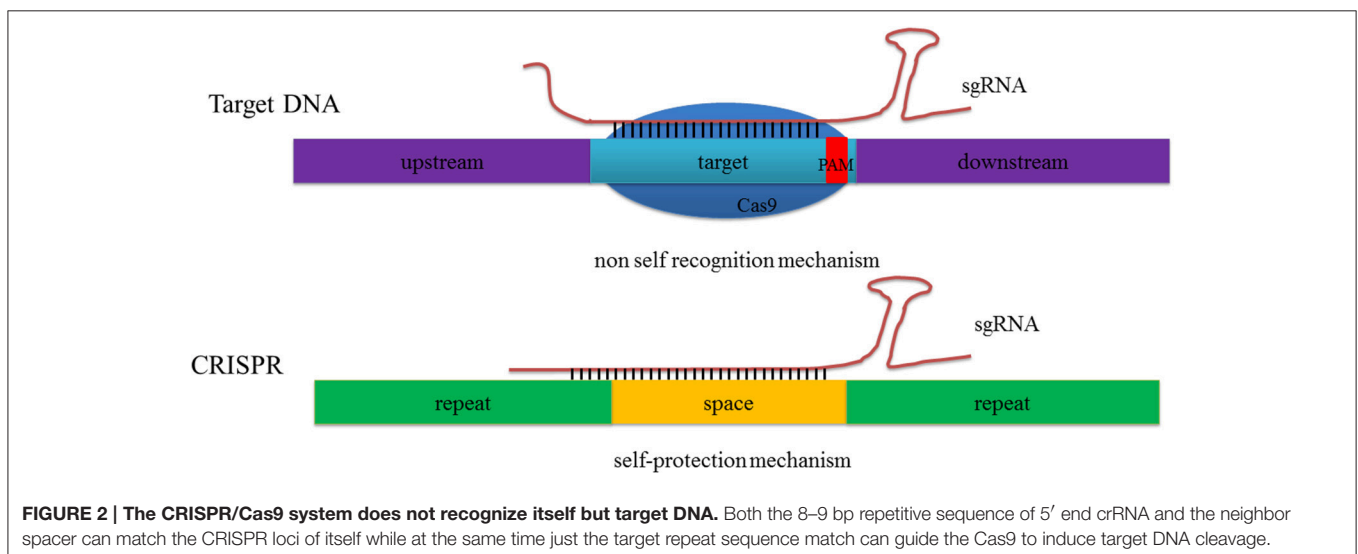 sgRNA
Target DNA
upstream
target
PAM
downstream
Cas9
non self recognition mechanism
sgRNA
CRISPR
repeat
space
repeat
self-protection mechanism
FIGURE 2 | The CRISPR/Cas9 system does not recognize itself but target DNA. Both the 8–9 bp repetitive sequence of 5′ end crRNA and the neighbor
spacer can match the CRISPR loci of itself while at the same time just the target repeat sequence match can guide the Cas9 to induce target DNA cleavage.